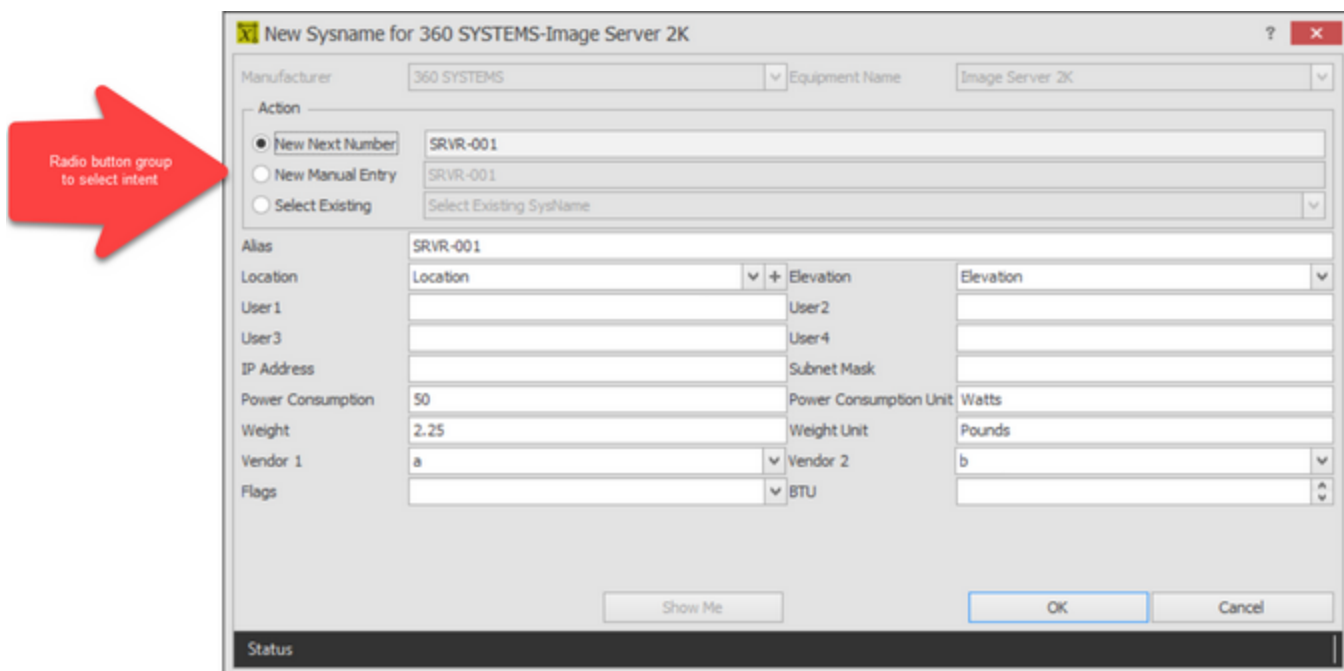 New Sysname for 360 SYSTEMS-Image Server 2K ?
Manufacturer 360 SYSTEMS Equipment Name Image Server 2K
Action
Radio button group
to select intent
New Next Number SRVR-001
New Manual Entry SRVR-001
Select Existing Select Existing SysName
Alias SRVR-001
Location Location + Elevation Elevation
User1 User2
User3 User4
IP Address Subnet Mask
Power Consumption 50 Power Consumption Unit Watts
Weight 2.25 Weight Unit Pounds
Vendor 1 a Vendor 2 b
Flags BTU
Show Me OK Cancel
Status